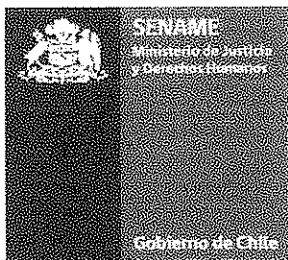 SENAME
Ministerio de Justicia
y Derechos Humanos
Gobierno de Chile